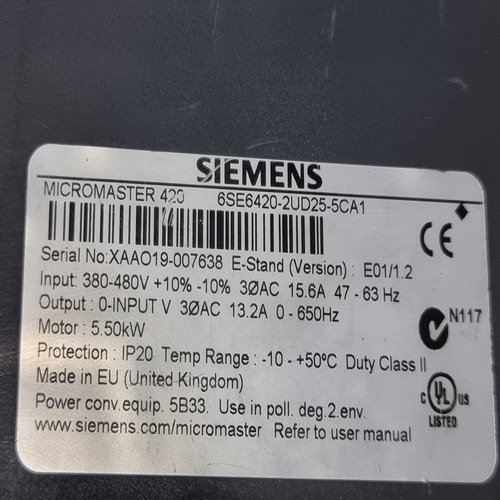 SIEMENS
MICROMASTER 420 6SE6420-2UD25-5CA1
Serial No:XAAO19-007638 E-Stand (Version) : E01/1.2
Input: 380-480V +10% -10% 3ØAC 15.6A 47 - 63 Hz
Output : 0-INPUT V 3ØAC 13.2A 0 - 650Hz
N117
Motor : 5.50kW
Protection : IP20 Temp Range : -10 - +50°C Duty Class II
Made in EU (United Kingdom)
Power conv.equip. 5B33. Use in poll. deg.2 env.
www.siemens.com/micromaster Refer to user manual
CE
C UL US
LISTED